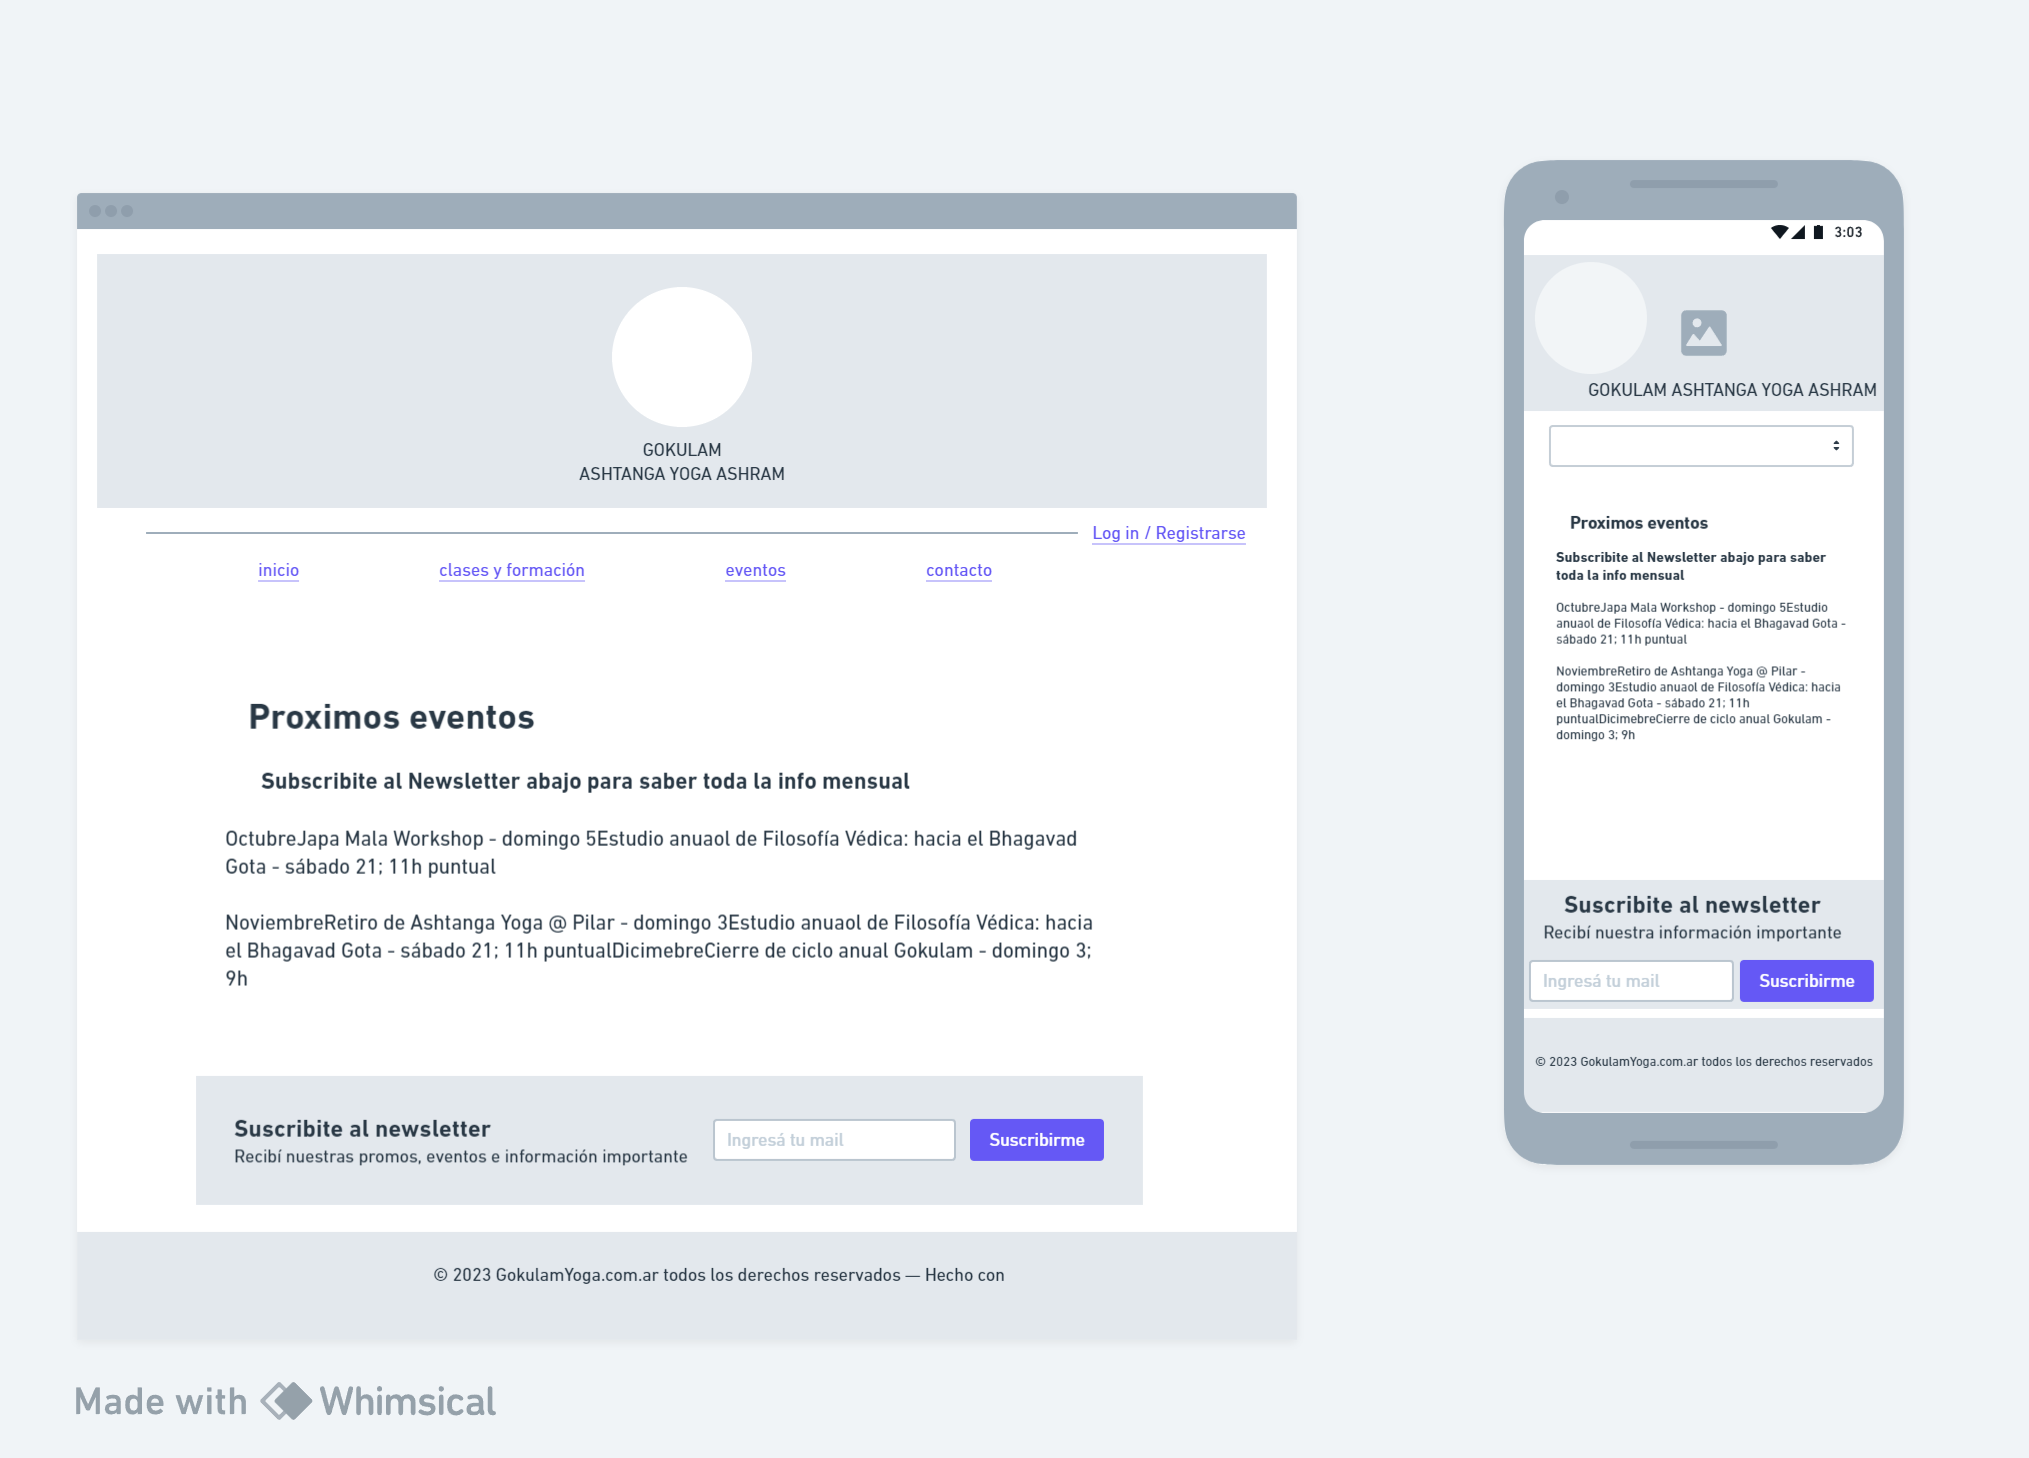 GOKULAM
ASHTANGA YOGA ASHRAM
Log in / Registrarse
inicio
clases y formación
eventos
contacto
Proximos eventos
Subscribite al Newsletter abajo para saber toda la info mensual
OctubreJapa Mala Workshop - domingo 5Estudio anuaol de Filosofía Védica: hacia el Bhagavad
Gota - sábado 21; 11h puntual
NoviembreRetiro de Ashtanga Yoga @ Pilar - domingo 3Estudio anuaol de Filosofía Védica: hacia
el Bhagavad Gota - sábado 21; 11h puntualDicimebreCierre de ciclo anual Gokulam - domingo 3;
9h
Suscribite al newsletter
Recibí nuestras promos, eventos e información importante
Ingresá tu mail
Suscribirme
© 2023 GokulamYoga.com.ar todos los derechos reservados — Hecho con
3:03
GOKULAM ASHTANGA YOGA ASHRAM
Proximos eventos
Subscribite al Newsletter abajo para saber
toda la info mensual
OctubreJapa Mala Workshop - domingo 5Estudio
anuaol de Filosofía Védica: hacia el Bhagavad Gota -
sábado 21; 11h puntual
NoviembreRetiro de Ashtanga Yoga @ Pilar -
domingo 3Estudio anuaol de Filosofía Védica: hacia
el Bhagavad Gota - sábado 21; 11h
puntualDicimebreCierre de ciclo anual Gokulam -
domingo 3; 9h
Suscribite al newsletter
Recibí nuestra información importante
Ingresá tu mail
Suscribirme
© 2023 GokulamYoga.com.ar todos los derechos reservados
Made with Whimsical